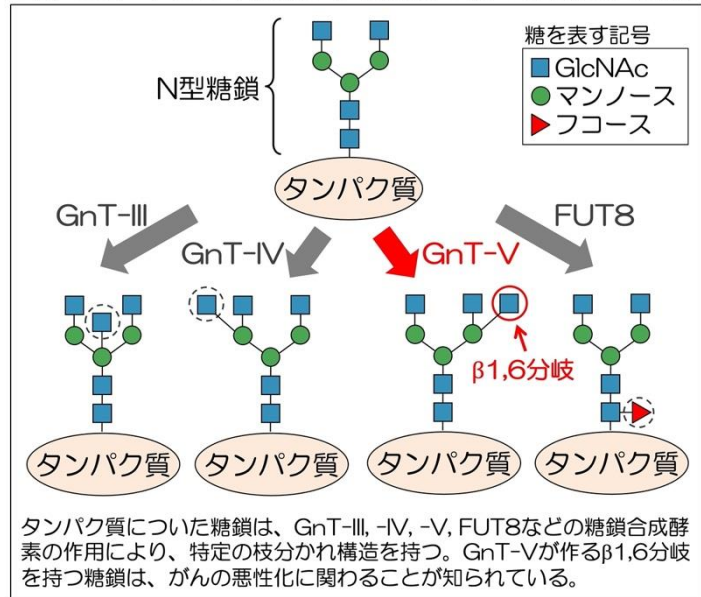 糖を表す記号
GlcNAc
マンノース
フコース
N型糖鎖
タンパク質
GnT-III
GnT-IV
GnT-V
FUT8
β1,6分岐
タンパク質
タンパク質
タンパク質
タンパク質
タンパク質についた糖鎖は、GnT-III, -IV, -V, FUT8などの糖鎖合成酵
素の作用により、特定の枝分かれ構造を持つ。GnT-Vが作るβ1,6分岐
を持つ糖鎖は、がんの悪性化に関わることが知られている。